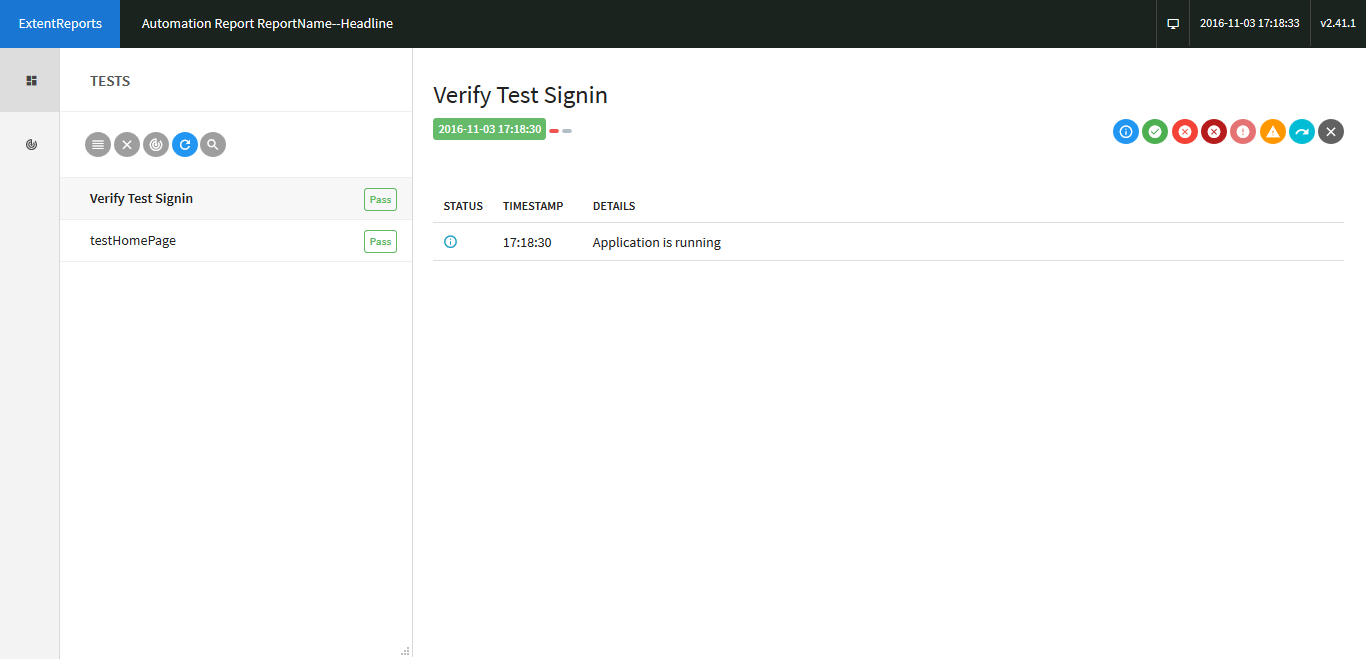 ExtentReports
Automation Report ReportName--Headline
2016-11-03 17:18:33
v2.41.1
TESTS
Verify Test Signin
Pass
testHomePage
Pass
Verify Test Signin
2016-11-03 17:18:30
STATUS TIMESTAMP DETAILS
17:18:30 Application is running